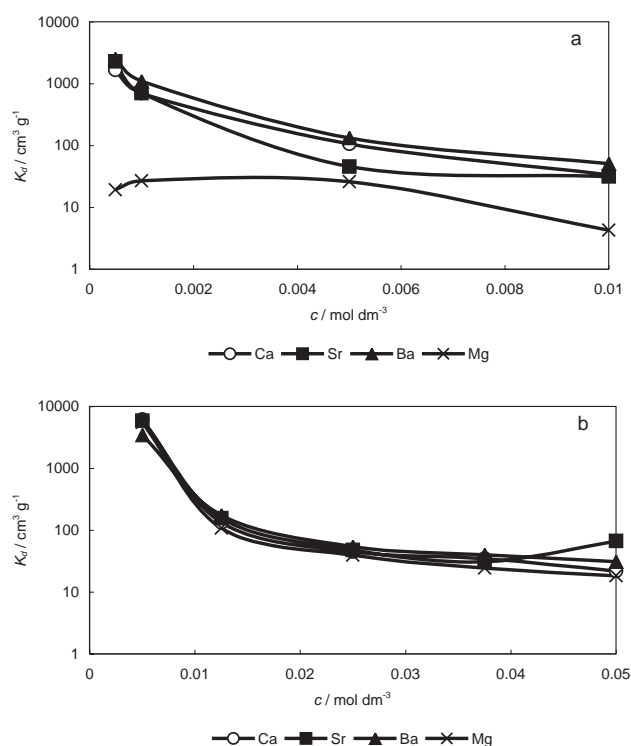 a
10000
1000
100
10
1
K_d / cm³ g⁻¹
0 0.002 0.004 0.006 0.008 0.01
c / mol dm⁻³
Ca Sr Ba Mg
b
10000
1000
100
10
1
K_d / cm³ g⁻¹
0 0.01 0.02 0.03 0.04 0.05
c / mol dm⁻³
Ca Sr Ba Mg